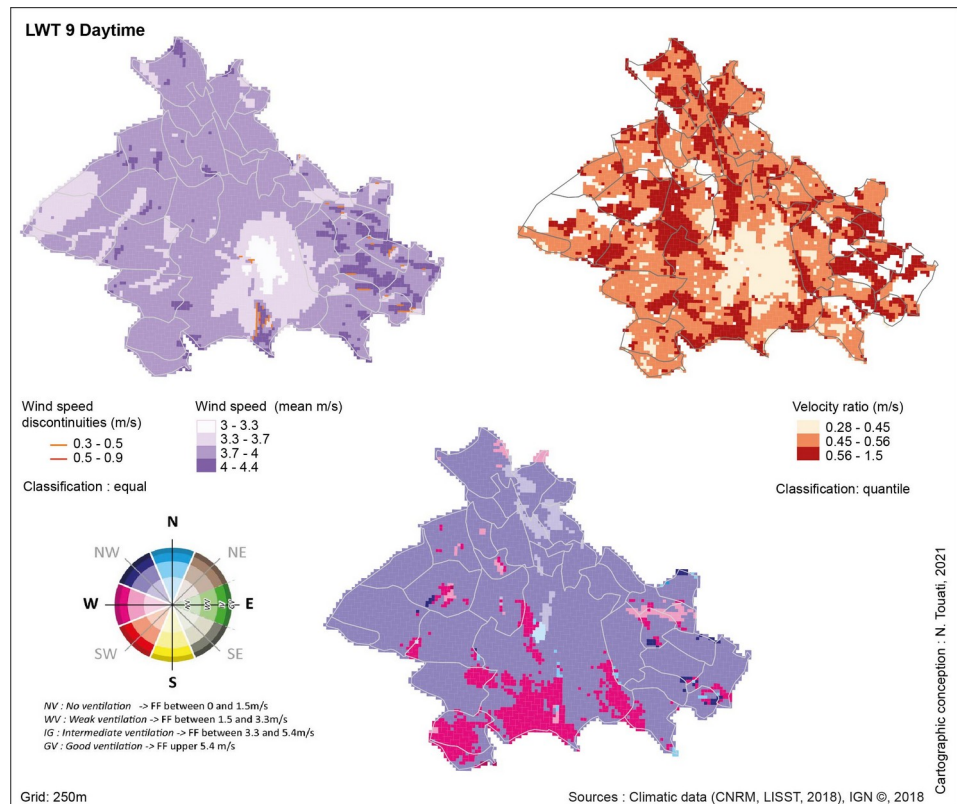 LWT 9 Daytime
Wind speed
discontinuities (m/s)
0.3 - 0.5
0.5 - 0.9
Classification : equal
Wind speed (mean m/s)
3 - 3.3
3.3 - 3.7
3.7 - 4
4 - 4.4
Velocity ratio (m/s)
0.28 - 0.45
0.45 - 0.56
0.56 - 1.5
Classification: quantile
N
NW
NE
W
E
SW
SE
S
NV : No ventilation -> FF between 0 and 1.5m/s
WV : Weak ventilation -> FF between 1.5 and 3.3m/s
IG : Intermediate ventilation -> FF between 3.3 and 5.4m/s
GV : Good ventilation -> FF upper 5.4 m/s
Grid: 250m
Sources : Climatic data (CNRM, LISST, 2018), IGN ©, 2018
Cartographic conception : N. Touati, 2021